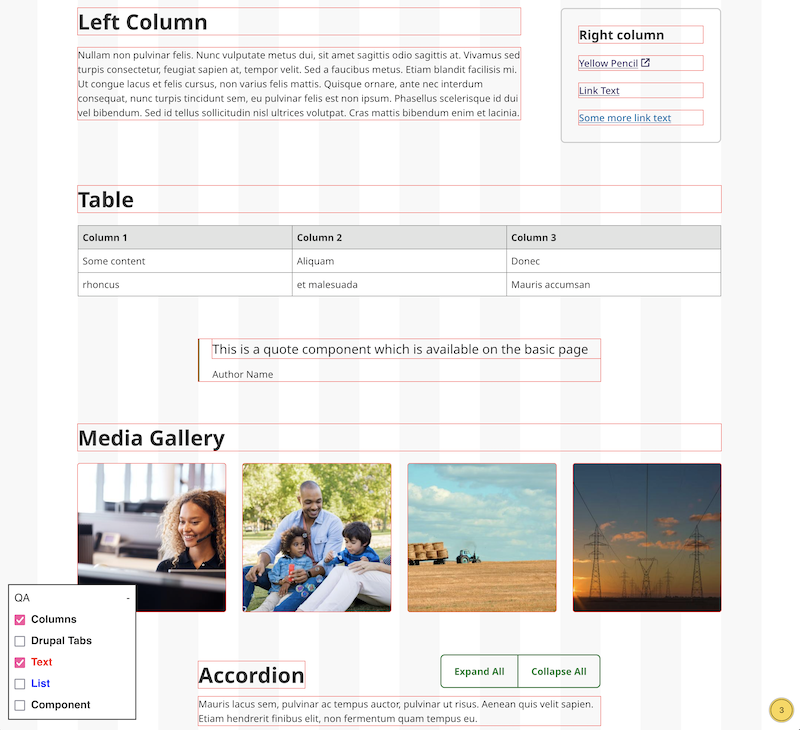 Left Column
Nullam non pulvinar felis. Nunc vulputate metus dui, sit amet sagittis odio sagittis at. Vivamus sed
turpis consectetur, feugiat sapien at, tempor velit. Sed a faucibus metus. Etiam blandit facilisis mi.
Ut congue lacus et felis cursus, non varius felis mattis. Quisque ornare, ante nec interdum
consequat, nunc turpis tincidunt sem, eu pulvinar felis est non ipsum. Phasellus scelerisque id dui
vel bibendum. Sed id tellus sollicitudin nisl ultrices volutpat. Cras mattis bibendum enim et lacinia.
Right column
Yellow Pencil
Link Text
Some more link text
Table
Column 1 Column 2 Column 3
Some content Aliquam Donec
rhoncus et malesuada Mauris accumsan
This is a quote component which is available on the basic page
Author Name
Media Gallery
QA -
Columns
Drupal Tabs
Text
List
Component
Accordion
Expand All Collapse All
Mauris lacus sem, pulvinar ac tempus auctor, pulvinar ut risus. Aenean quis velit sapien.
Etiam hendrerit finibus elit, non fermentum quam tempus eu.
3